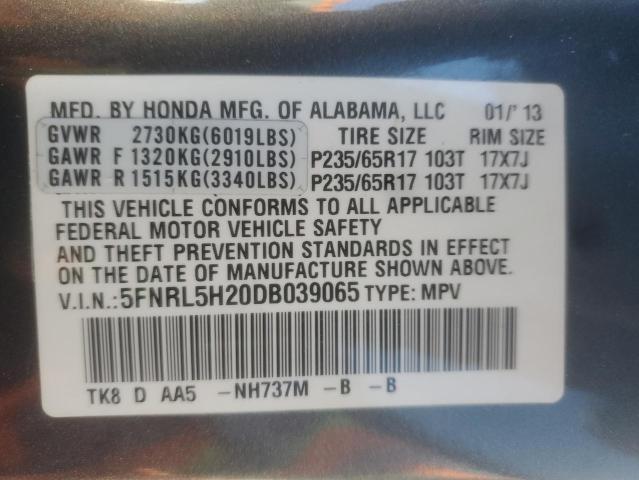 MFD. BY HONDA MFG. OF ALABAMA, LLC 01/'13
GVWR 2730KG(6019LBS) TIRE SIZE RIM SIZE
GAWR F 1320KG(2910LBS) P235/65R17 103T 17X7J
GAWR R 1515KG(3340LBS) P235/65R17 103T 17X7J
THIS VEHICLE CONFORMS TO ALL APPLICABLE
FEDERAL MOTOR VEHICLE SAFETY
AND THEFT PREVENTION STANDARDS IN EFFECT
ON THE DATE OF MANUFACTURE SHOWN ABOVE.
V.I.N.:5FNRL5H20DB039065 TYPE: MPV
TK8 D AA5 -NH737M -B -B